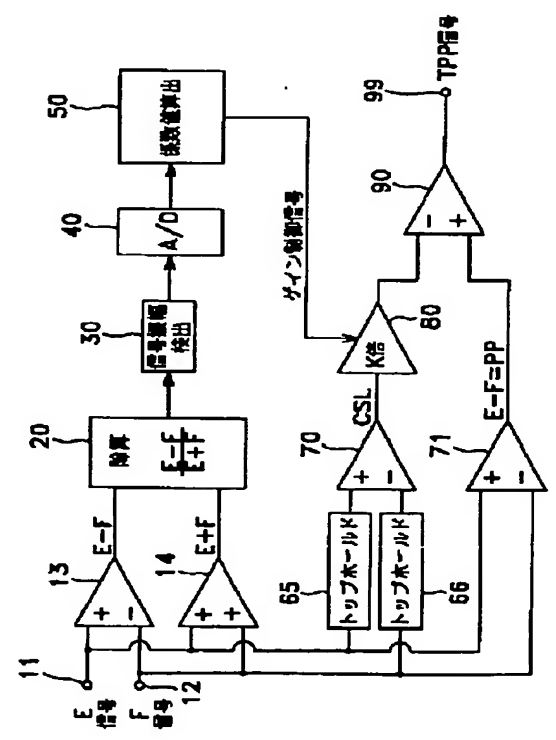 E
信号
11
F
信号
12
13
+
−
E−F
14
+
+
E+F
20
除算
E−F
E+F
30
信号振幅
検出
40
A/D
50
係数値算出
ゲイン制御信号
65
トップホールド
トップホールド
66
70
+
−
CSL
K倍
80
71
+
−
E−F=PP
90
−
+
99
TPP信号